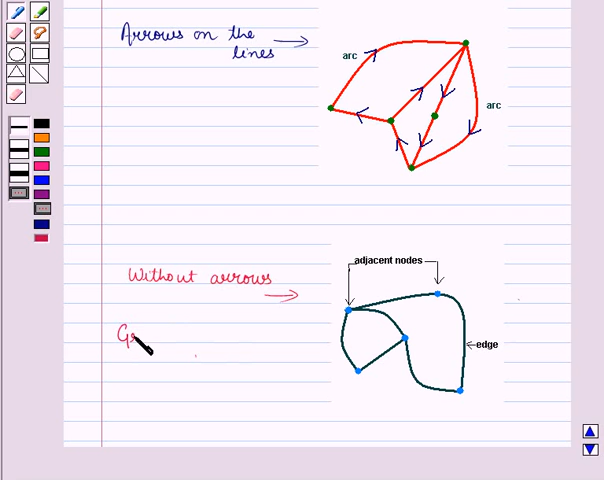 Arrows on the
lines
arc
arc
Without arrows
adjacent nodes
edge